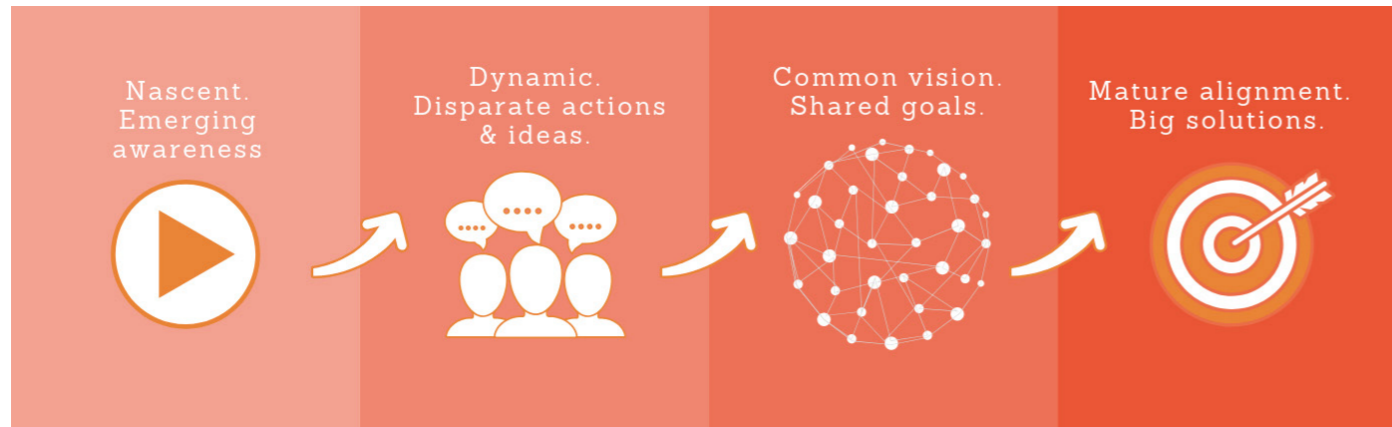 Nascent.
Emerging
awareness
Dynamic.
Disparate actions
& ideas.
Common vision.
Shared goals.
Mature alignment.
Big solutions.